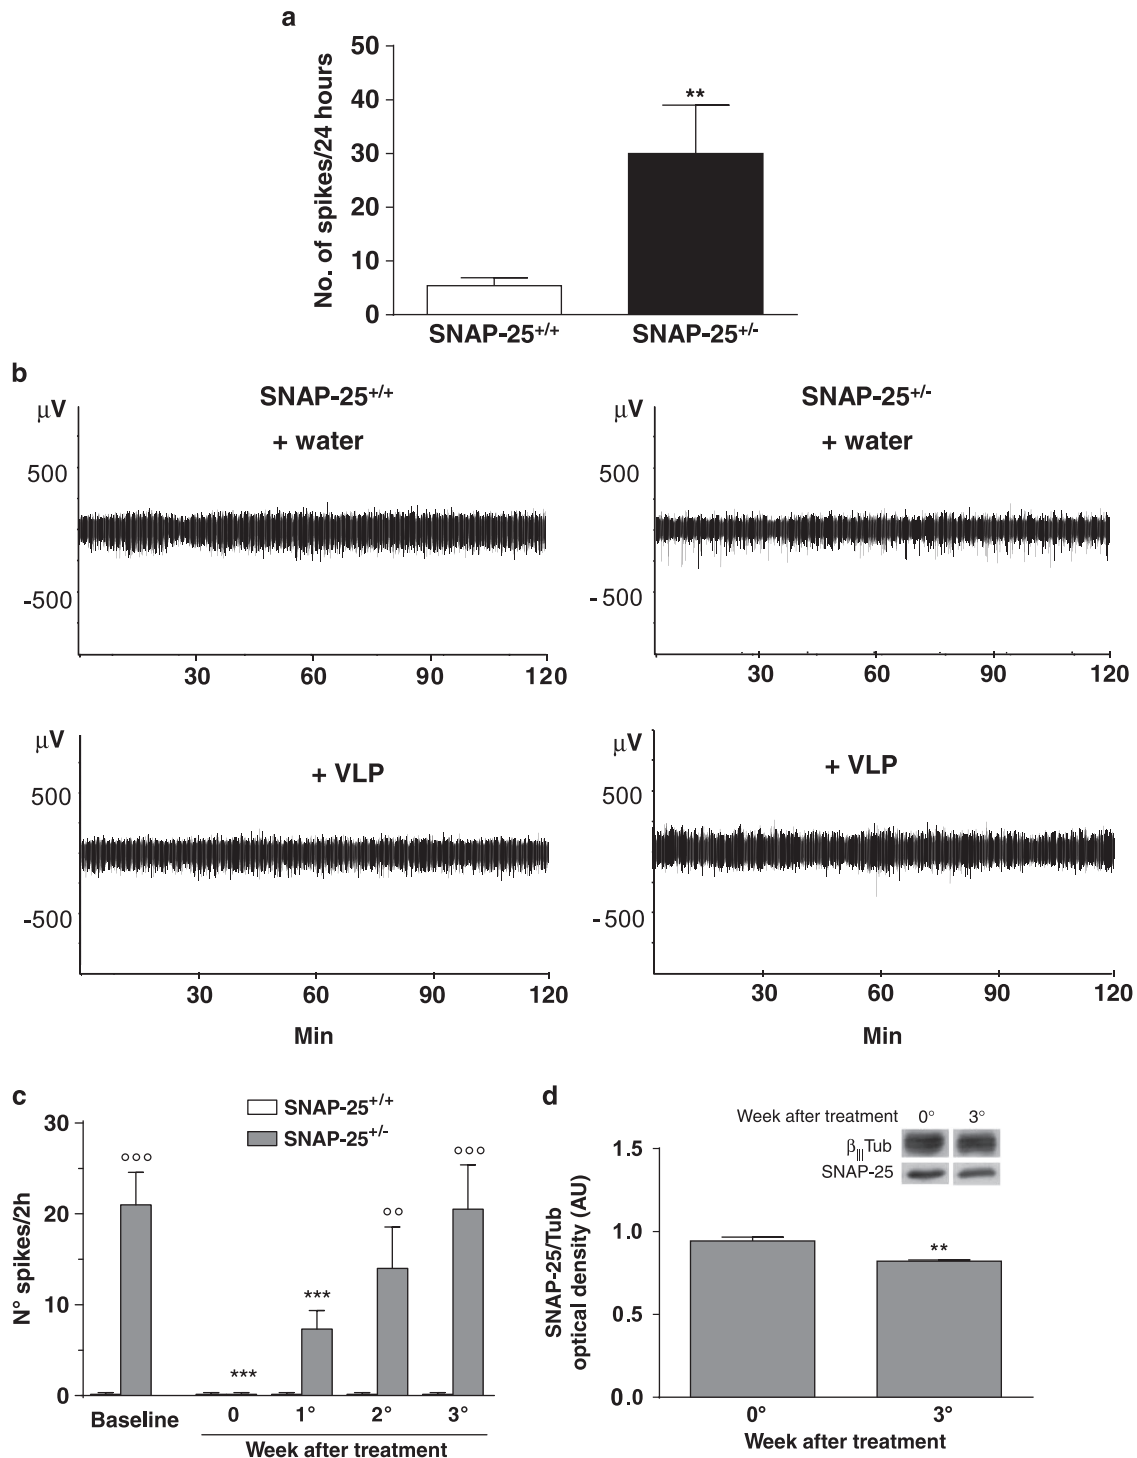 a
50
40
30
20
10
0
No. of spikes/24 hours
**
SNAP-25+/+
SNAP-25+/-
b
SNAP-25+/+
+ water
μV
500
-500
30 60 90 120
SNAP-25+/-
+ water
μV
500
-500
30 60 90 120
+ VLP
μV
500
-500
30 60 90 120
Min
+ VLP
μV
500
-500
30 60 90 120
Min
c
SNAP-25+/+
SNAP-25+/-
30
20
10
0
N° spikes/2h
°°°
***
***
°°
°°°
Baseline 0 1° 2° 3°
Week after treatment
d
Week after treatment 0° 3°
βIIITub
SNAP-25
1.5
1.0
0.5
0.0
SNAP-25/Tub
optical density (AU)
**
0° 3°
Week after treatment